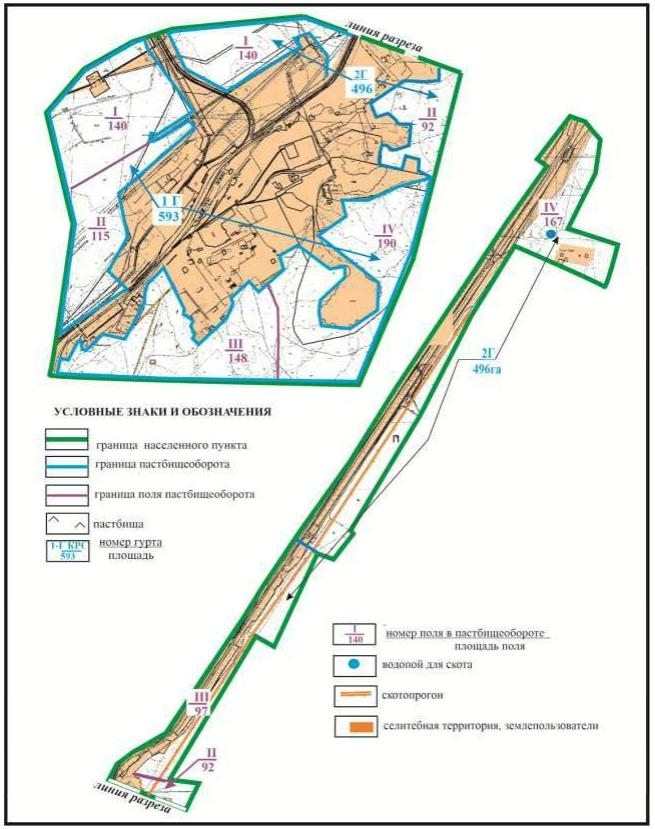 линия разреза
I
140
2Г
496
II
92
I
140
1 Г
593
II
115
IV
190
III
148
IV
167
2Г
496га
УСЛОВНЫЕ ЗНАКИ И ОБОЗНАЧЕНИЯ
граница населенного пункта
граница пастбищеоборота
граница поля пастбищеоборота
пастбища
1-Г КРС
593
номер гурта
площадь
I
140
номер поля в пастбищеобороте
площадь поля
водопой для скота
скотопрогон
селитебная территория, землепользователи
III
97
II
92
линия разреза